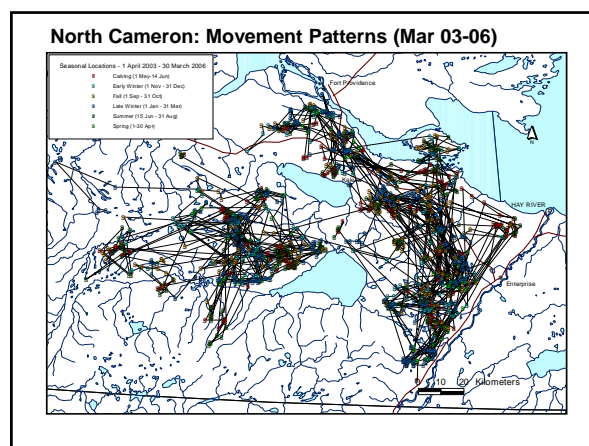 North Cameron: Movement Patterns (Mar 03-06)
Seasonal Locations - 1 April 2003 - 30 March 2006
Calving (1 May-14 Jun)
Early Winter (1 Nov - 31 Dec)
Fall (1 Sep - 31 Oct)
Late Winter (1 Jan - 31 Mar)
Summer (15 Jun - 31 Aug)
Spring (1-30 Apr)
Fort Providence
N
HAY RIVER
Enterprise
0 10 20 Kilometers